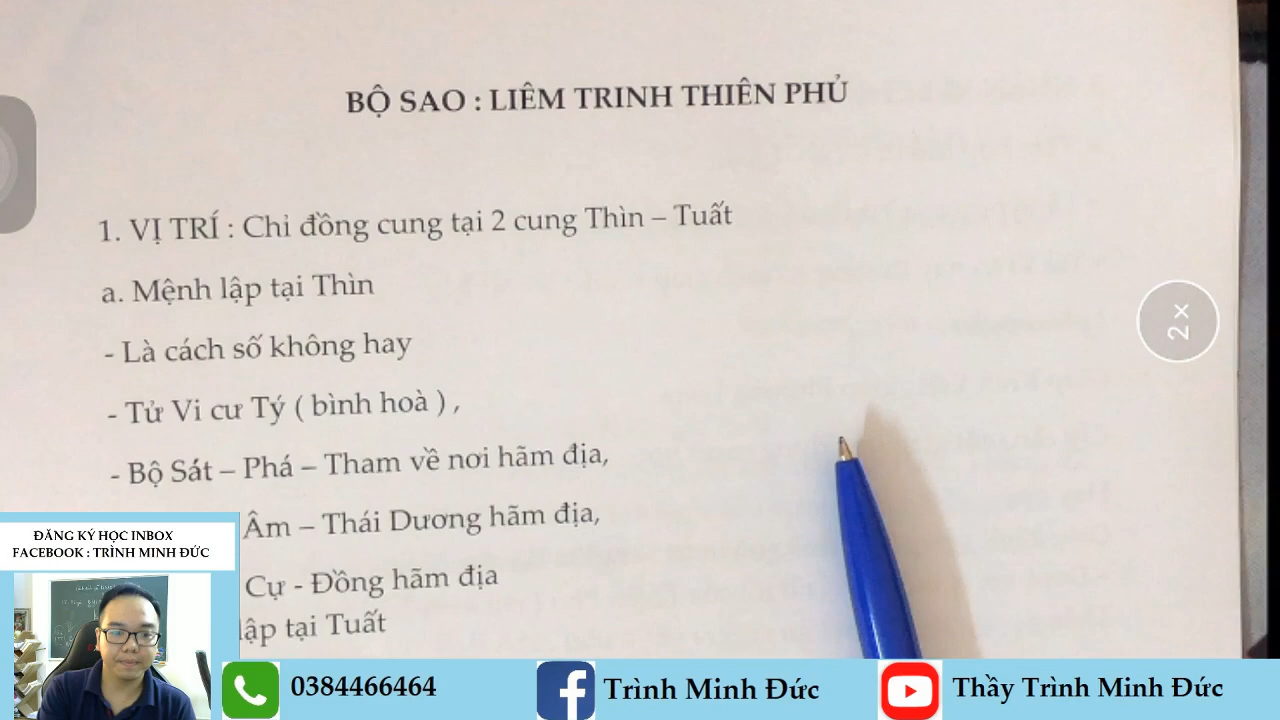 BỘ SAO : LIÊM TRINH THIÊN PHỦ
1. VỊ TRÍ : Chỉ đồng cung tại 2 cung Thìn – Tuất
a. Mệnh lập tại Thìn
- Là cách số không hay
- Tử Vi cư Tý ( bình hoà ) ,
- Bộ Sát – Phá – Tham về nơi hãm địa,
Âm – Thái Dương hãm địa,
Cự - Đồng hãm địa
lập tại Tuất
2 ×
ĐĂNG KÝ HỌC INBOX
FACEBOOK : TRÌNH MINH ĐỨC
0384466464
Trình Minh Đức
Thầy Trình Minh Đức